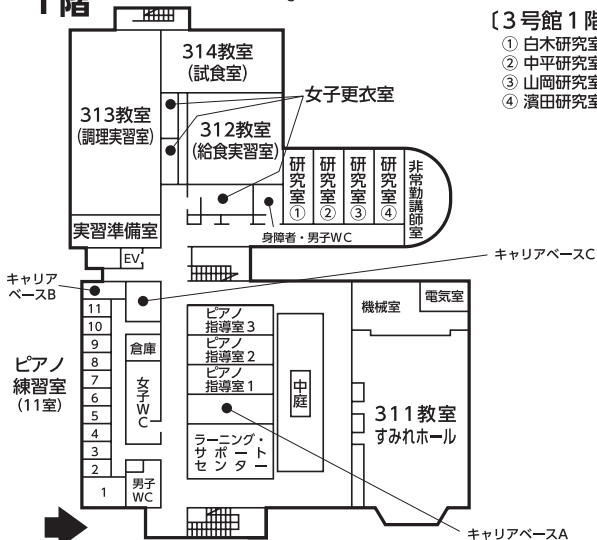 1階
〔3号館1階
① 白木研究室
② 中平研究室
③ 山岡研究室
④ 濱田研究室
314教室
(試食室)
女子更衣室
313教室
(調理実習室)
312教室
(給食実習室)
研究室①
研究室②
研究室③
研究室④
非常勤講師室
実習準備室
身障者・男子WC
EV
キャリアベースC
キャリア
ベースB
機械室
電気室
11
10
9
8
7
6
5
4
3
2
1
ピアノ
練習室
(11室)
倉庫
女子WC
男子
WC
ピアノ
指導室3
ピアノ
指導室2
ピアノ
指導室1
中庭
311教室
すみれホール
ラーニング・
サポート
センター
キャリアベースA